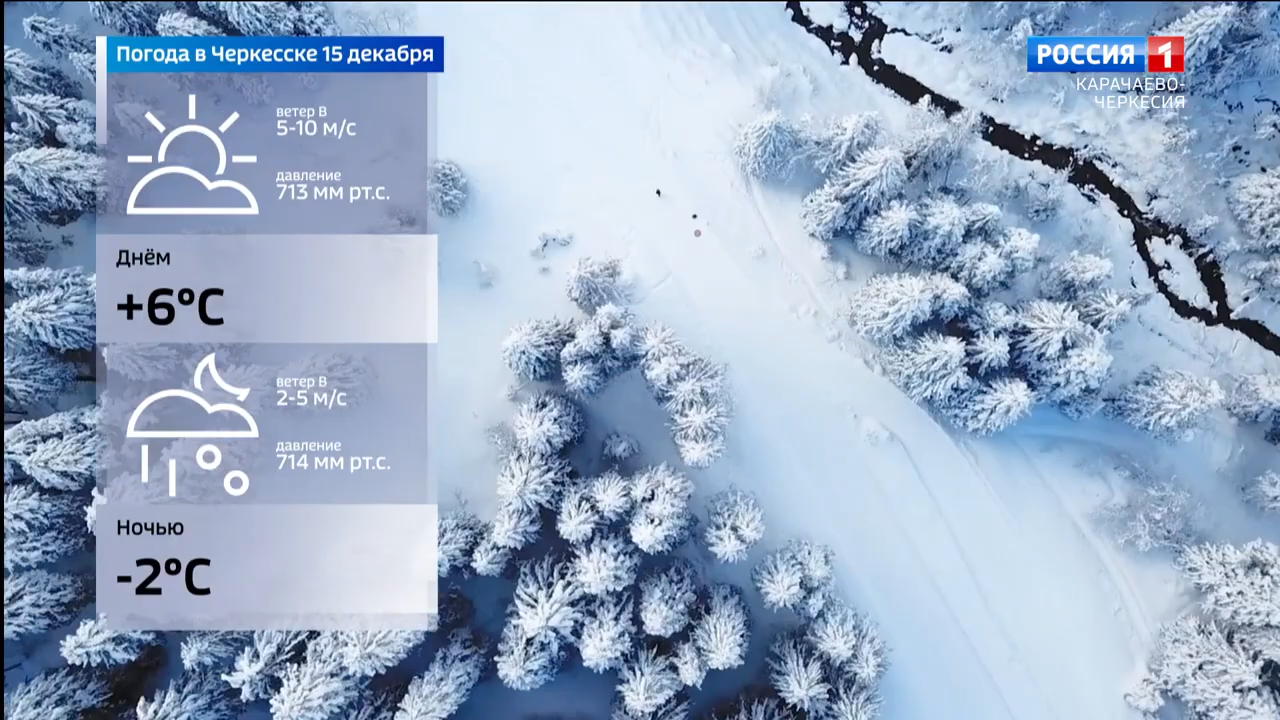 Погода в Черкесске 15 декабря
РОССИЯ 1
КАРАЧАЕВО-
ЧЕРКЕСИЯ
ветер В
5-10 м/с
давление
713 мм рт.с.
Днём
+6°C
ветер В
2-5 м/с
давление
714 мм рт.с.
Ночью
-2°C